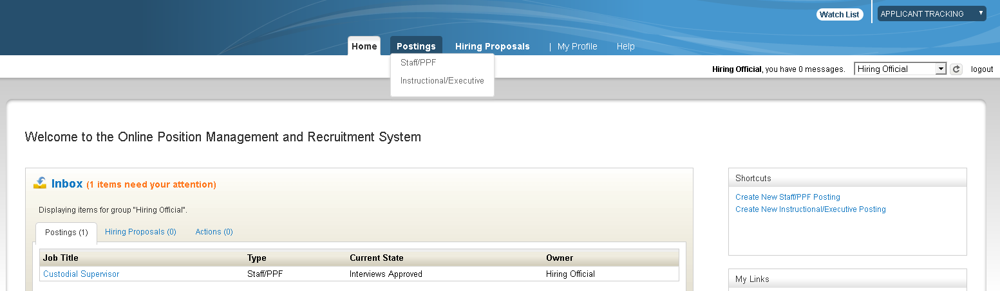 Watch List
APPLICANT TRACKING
Home Postings Hiring Proposals | My Profile Help
Staff/PPF
Instructional/Executive
Hiring Official, you have 0 messages. Hiring Official logout
Welcome to the Online Position Management and Recruitment System
Inbox (1 items need your attention)
Displaying items for group "Hiring Official".
Postings (1) Hiring Proposals (0) Actions (0)
Job Title Type Current State Owner
Custodial Supervisor Staff/PPF Interviews Approved Hiring Official
Shortcuts
Create New Staff/PPF Posting
Create New Instructional/Executive Posting
My Links